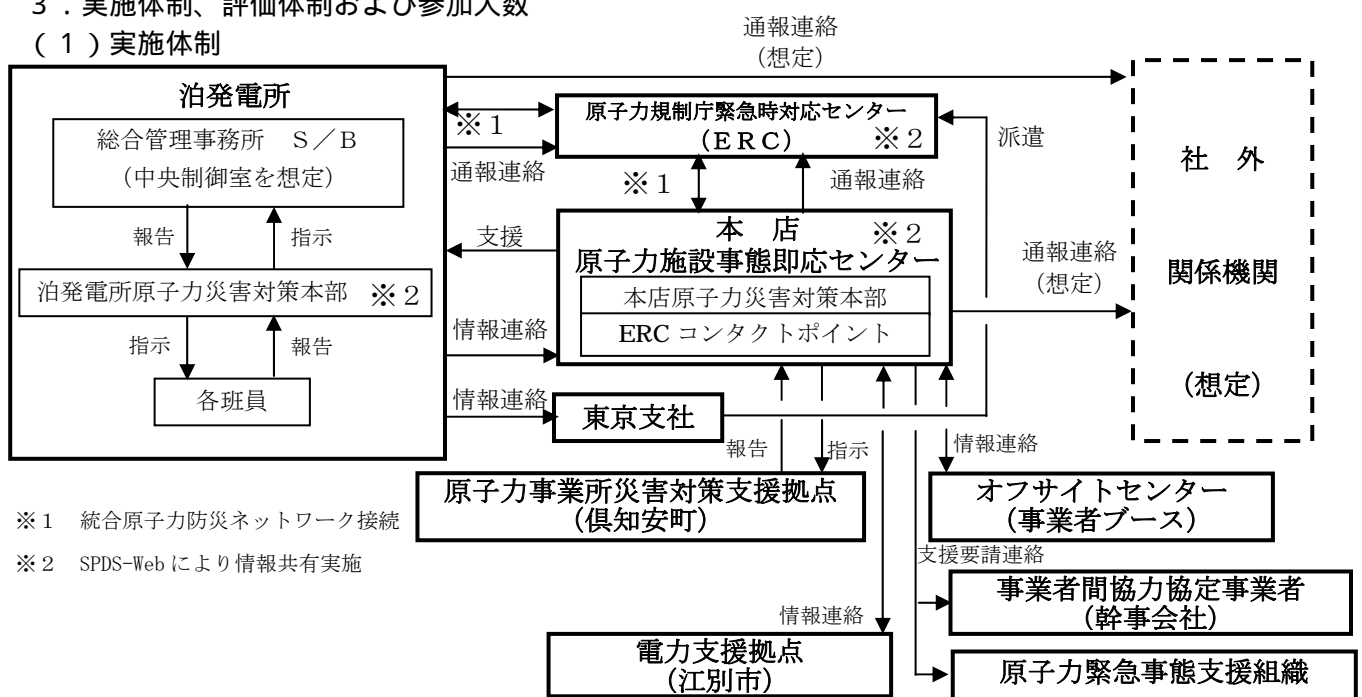 ３．実施体制、評価体制および参加人数
（１）実施体制
通報連絡
(想定)
泊発電所
総合管理事務所　Ｓ／Ｂ
(中央制御室を想定)
報告
指示
泊発電所原子力災害対策本部　※２
指示
報告
各班員
※１
通報連絡
原子力規制庁緊急時対応センター
(ＥＲＣ)　※２
派遣
※１
通報連絡
支援
本　店　※２
原子力施設事態即応センター
本店原子力災害対策本部
ERC コンタクトポイント
通報連絡
(想定)
社　外
関係機関
(想定)
情報連絡
情報連絡
東京支社
報告
指示
情報連絡
原子力事業所災害対策支援拠点
(倶知安町)
オフサイトセンター
(事業者ブース)
※１　統合原子力防災ネットワーク接続
※２　SPDS-Web により情報共有実施
支援要請連絡
事業者間協力協定事業者
(幹事会社)
情報連絡
電力支援拠点
(江別市)
原子力緊急事態支援組織